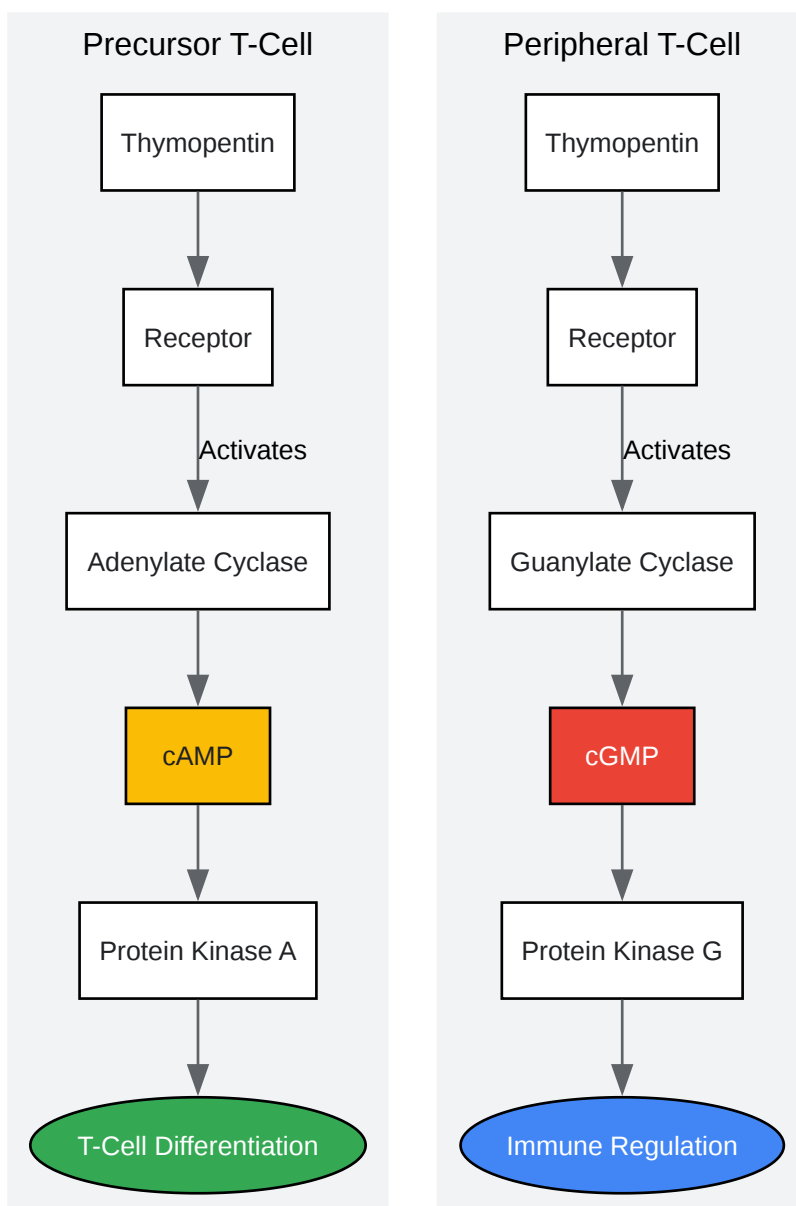 Precursor T-Cell
Thymopentin
Receptor
Activates
Adenylate Cyclase
cAMP
Protein Kinase A
T-Cell Differentiation
Peripheral T-Cell
Thymopentin
Receptor
Activates
Guanylate Cyclase
cGMP
Protein Kinase G
Immune Regulation